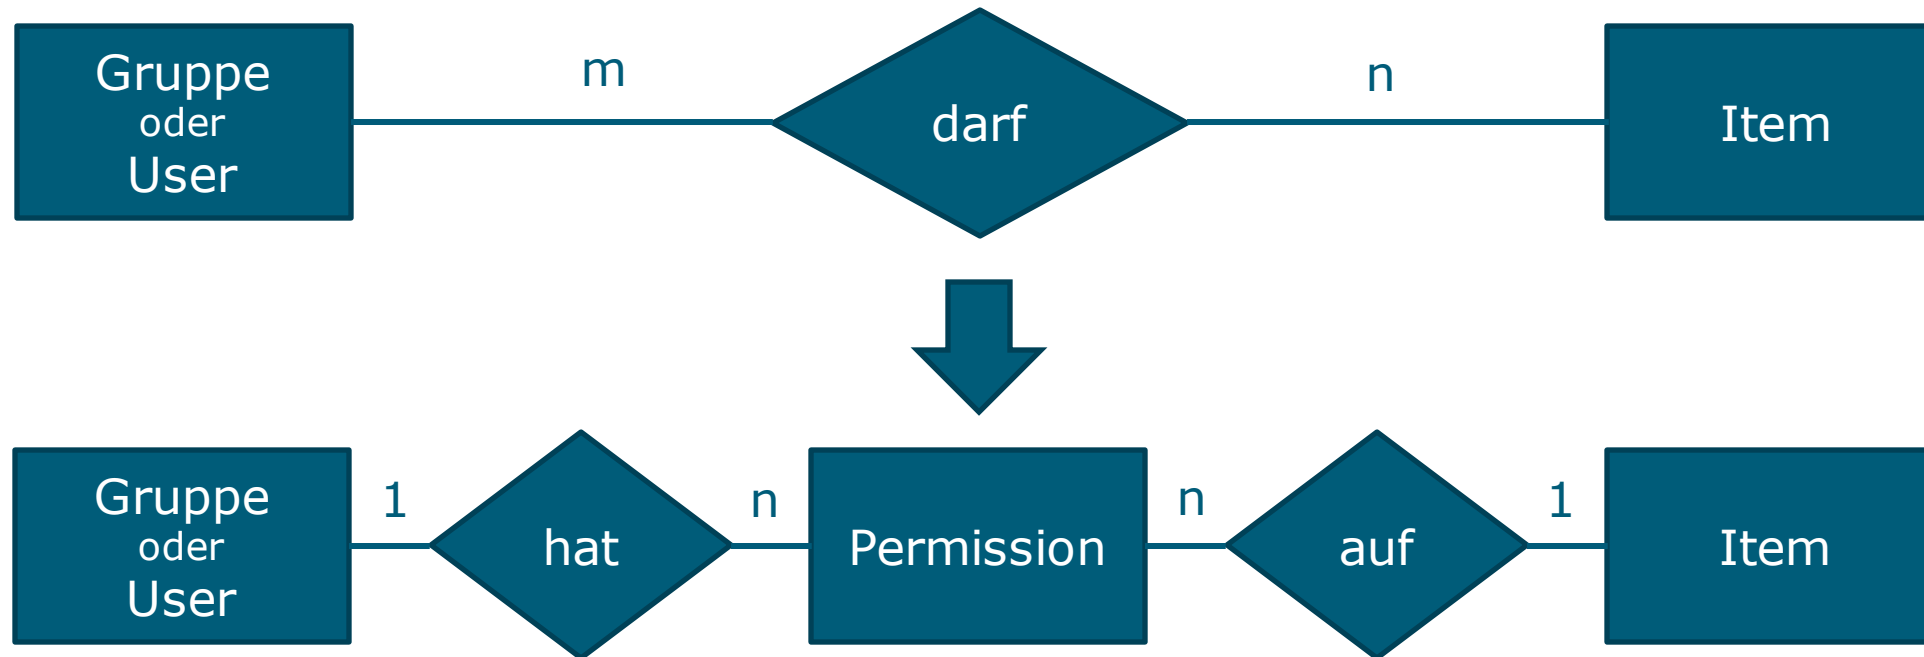 Gruppe
oder
User
m
darf
n
Item
Gruppe
oder
User
1
hat
n
Permission
n
auf
1
Item